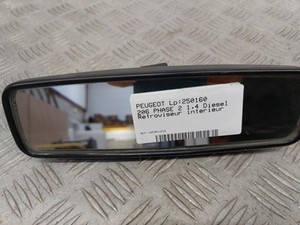 PEUGEOT Lp:250160
206 PHASE 2 1.4 Diesel
Retroviseur interieur